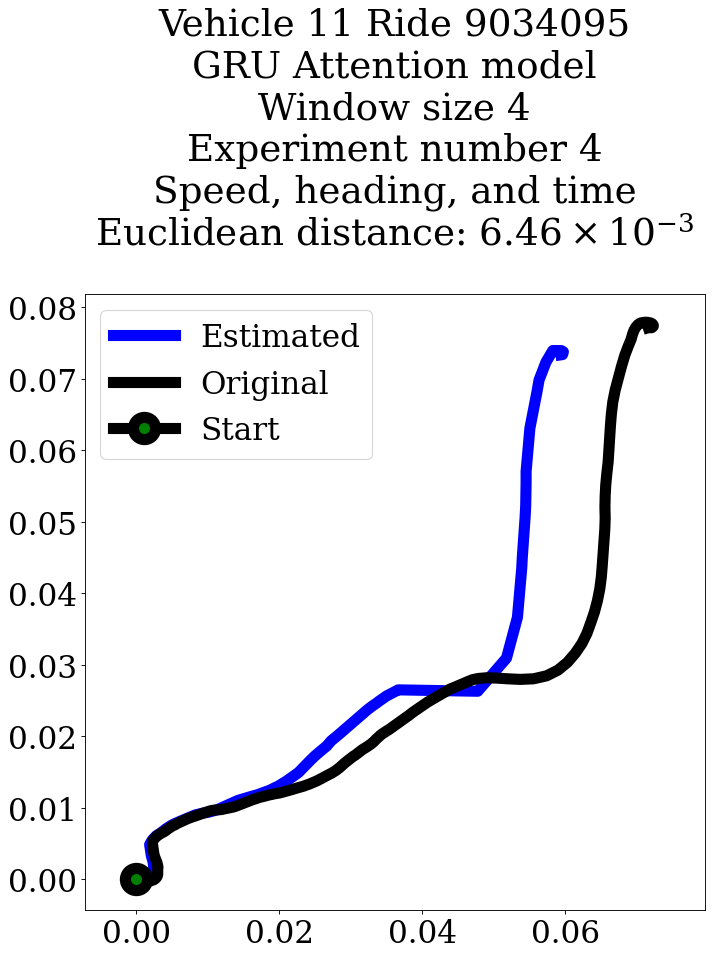 Vehicle 11 Ride 9034095
GRU Attention model
Window size 4
Experiment number 4
Speed, heading, and time
Euclidean distance: 6.46 × 10⁻³
0.08
0.07
0.06
0.05
0.04
0.03
0.02
0.01
0.00
Estimated
Original
Start
0.00 0.02 0.04 0.06